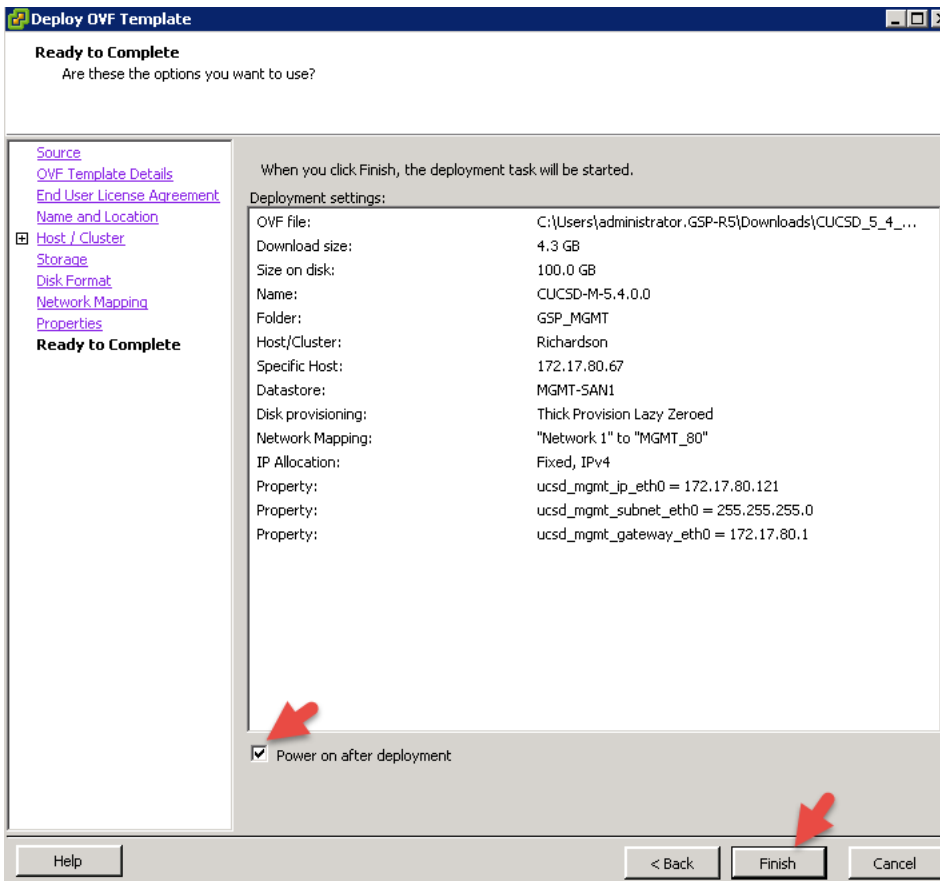 Deploy OVF Template
Ready to Complete
Are these the options you want to use?
Source
OVF Template Details
End User License Agreement
Name and Location
Host / Cluster
Storage
Disk Format
Network Mapping
Properties
Ready to Complete
When you click Finish, the deployment task will be started.
Deployment settings:
OVF file: C:\Users\administrator.GSP-R5\Downloads\CUCSD_5_4_...
Download size: 4.3 GB
Size on disk: 100.0 GB
Name: CUCSD-M-5.4.0.0
Folder: GSP_MGMT
Host/Cluster: Richardson
Specific Host: 172.17.80.67
Datastore: MGMT-SAN1
Disk provisioning: Thick Provision Lazy Zeroed
Network Mapping: "Network 1" to "MGMT_80"
IP Allocation: Fixed, IPv4
Property: ucsd_mgmt_ip_eth0 = 172.17.80.121
Property: ucsd_mgmt_subnet_eth0 = 255.255.255.0
Property: ucsd_mgmt_gateway_eth0 = 172.17.80.1
Power on after deployment
Help
< Back
Finish
Cancel